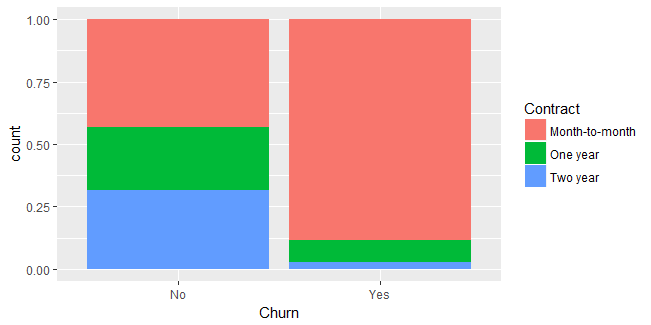 1.00
0.75
0.50
0.25
0.00
count
No
Yes
Churn
Contract
Month-to-month
One year
Two year